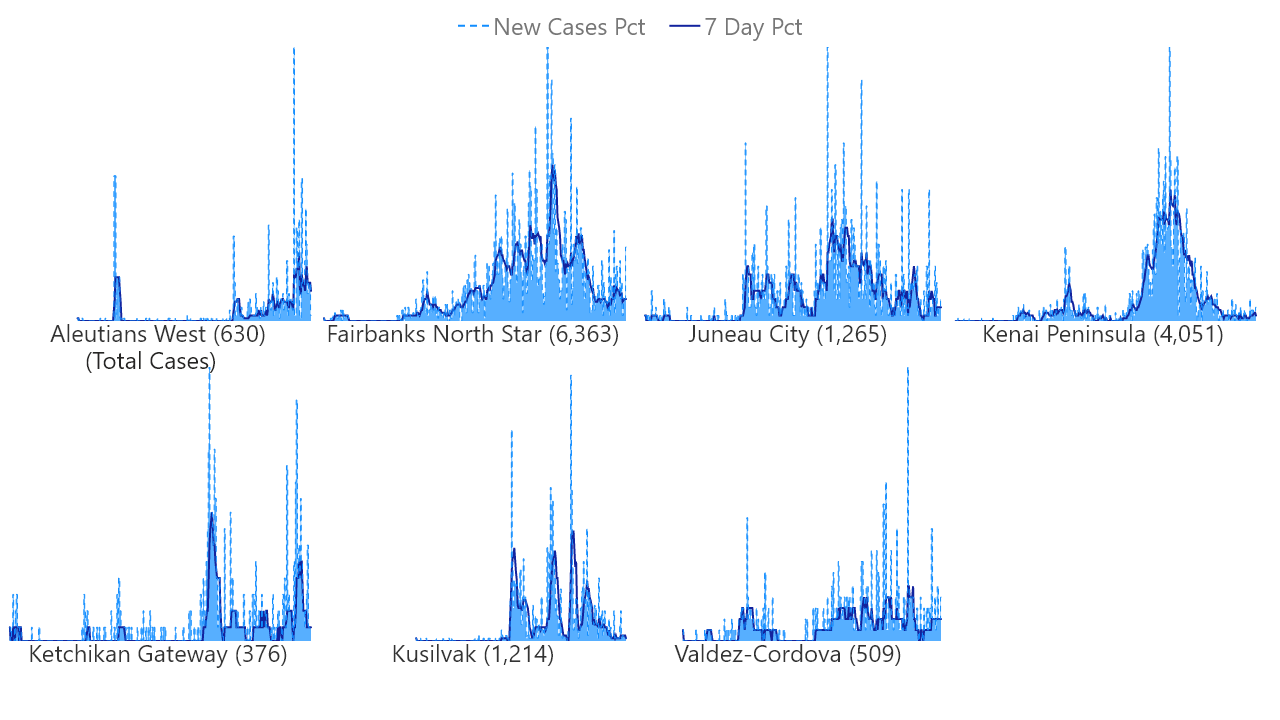 New Cases Pct 7 Day Pct
Aleutians West (630) Fairbanks North Star (6,363) Juneau City (1,265) Kenai Peninsula (4,051)
(Total Cases)
Ketchikan Gateway (376) Kusilvak (1,214) Valdez-Cordova (509)